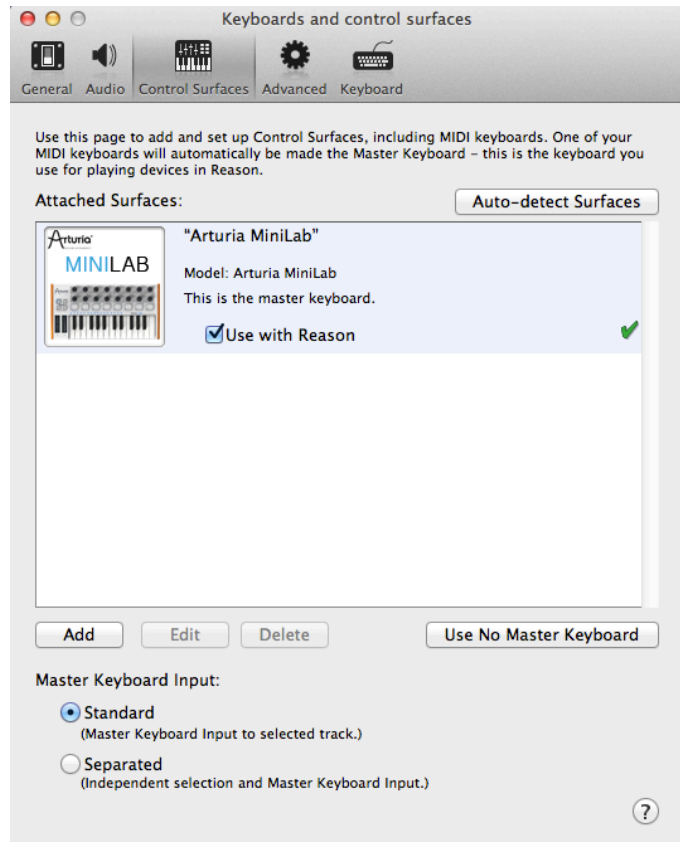 Keyboards and control surfaces
General Audio Control Surfaces Advanced Keyboard
Use this page to add and set up Control Surfaces, including MIDI keyboards. One of your
MIDI keyboards will automatically be made the Master Keyboard – this is the keyboard you
use for playing devices in Reason.
Attached Surfaces:
Auto-detect Surfaces
Arturia
MINILAB
"Arturia MiniLab"
Model: Arturia MiniLab
This is the master keyboard.
Use with Reason
Add
Edit
Delete
Use No Master Keyboard
Master Keyboard Input:
Standard
(Master Keyboard Input to selected track.)
Separated
(Independent selection and Master Keyboard Input.)
?